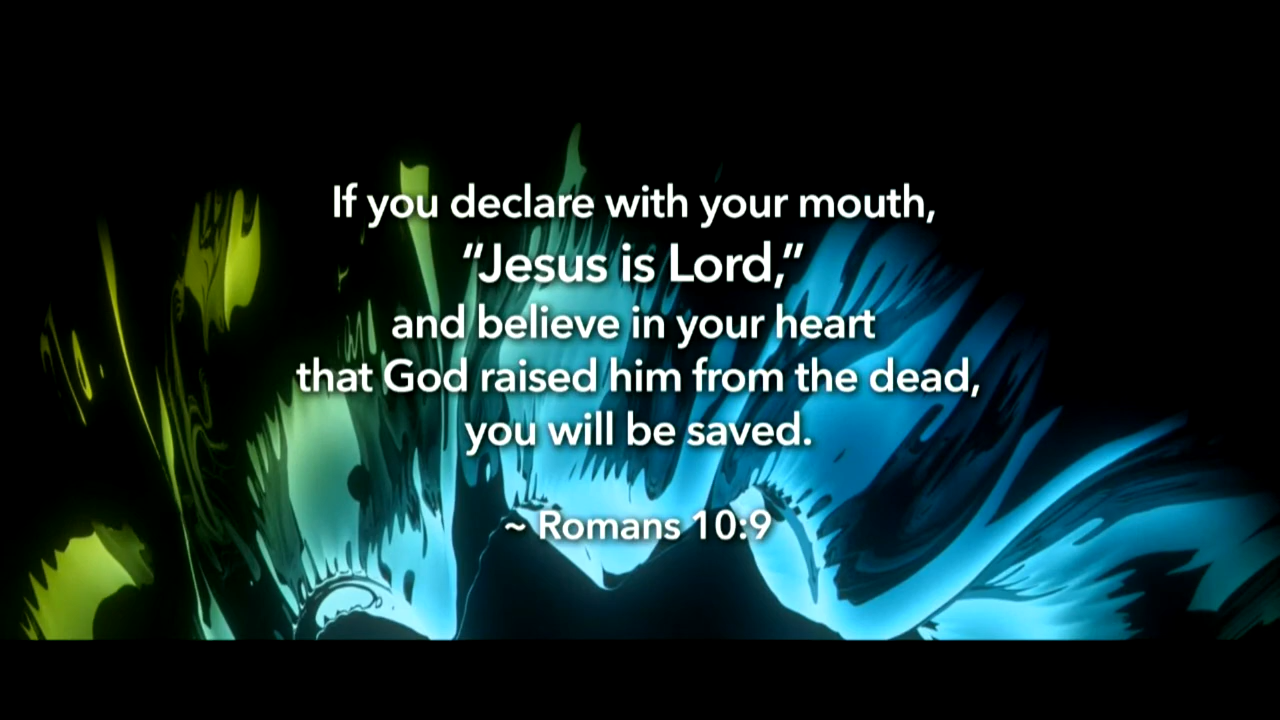 If you declare with your mouth,
“Jesus is Lord,”
and believe in your heart
that God raised him from the dead,
you will be saved.
~ Romans 10:9